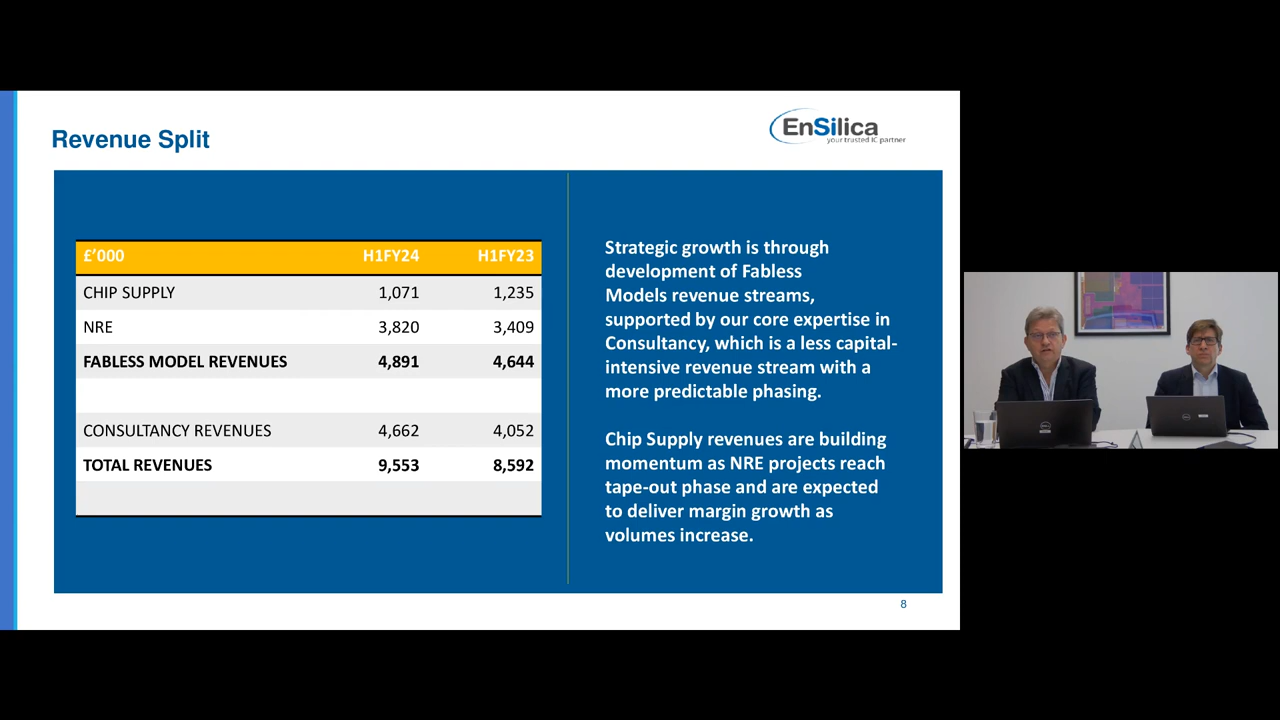 Revenue Split
EnSilica
your trusted IC partner
£’000 H1FY24 H1FY23
CHIP SUPPLY 1,071 1,235
NRE 3,820 3,409
FABLESS MODEL REVENUES 4,891 4,644
CONSULTANCY REVENUES 4,662 4,052
TOTAL REVENUES 9,553 8,592
Strategic growth is through
development of Fabless
Models revenue streams,
supported by our core expertise in
Consultancy, which is a less capital-
intensive revenue stream with a
more predictable phasing.
Chip Supply revenues are building
momentum as NRE projects reach
tape-out phase and are expected
to deliver margin growth as
volumes increase.
8